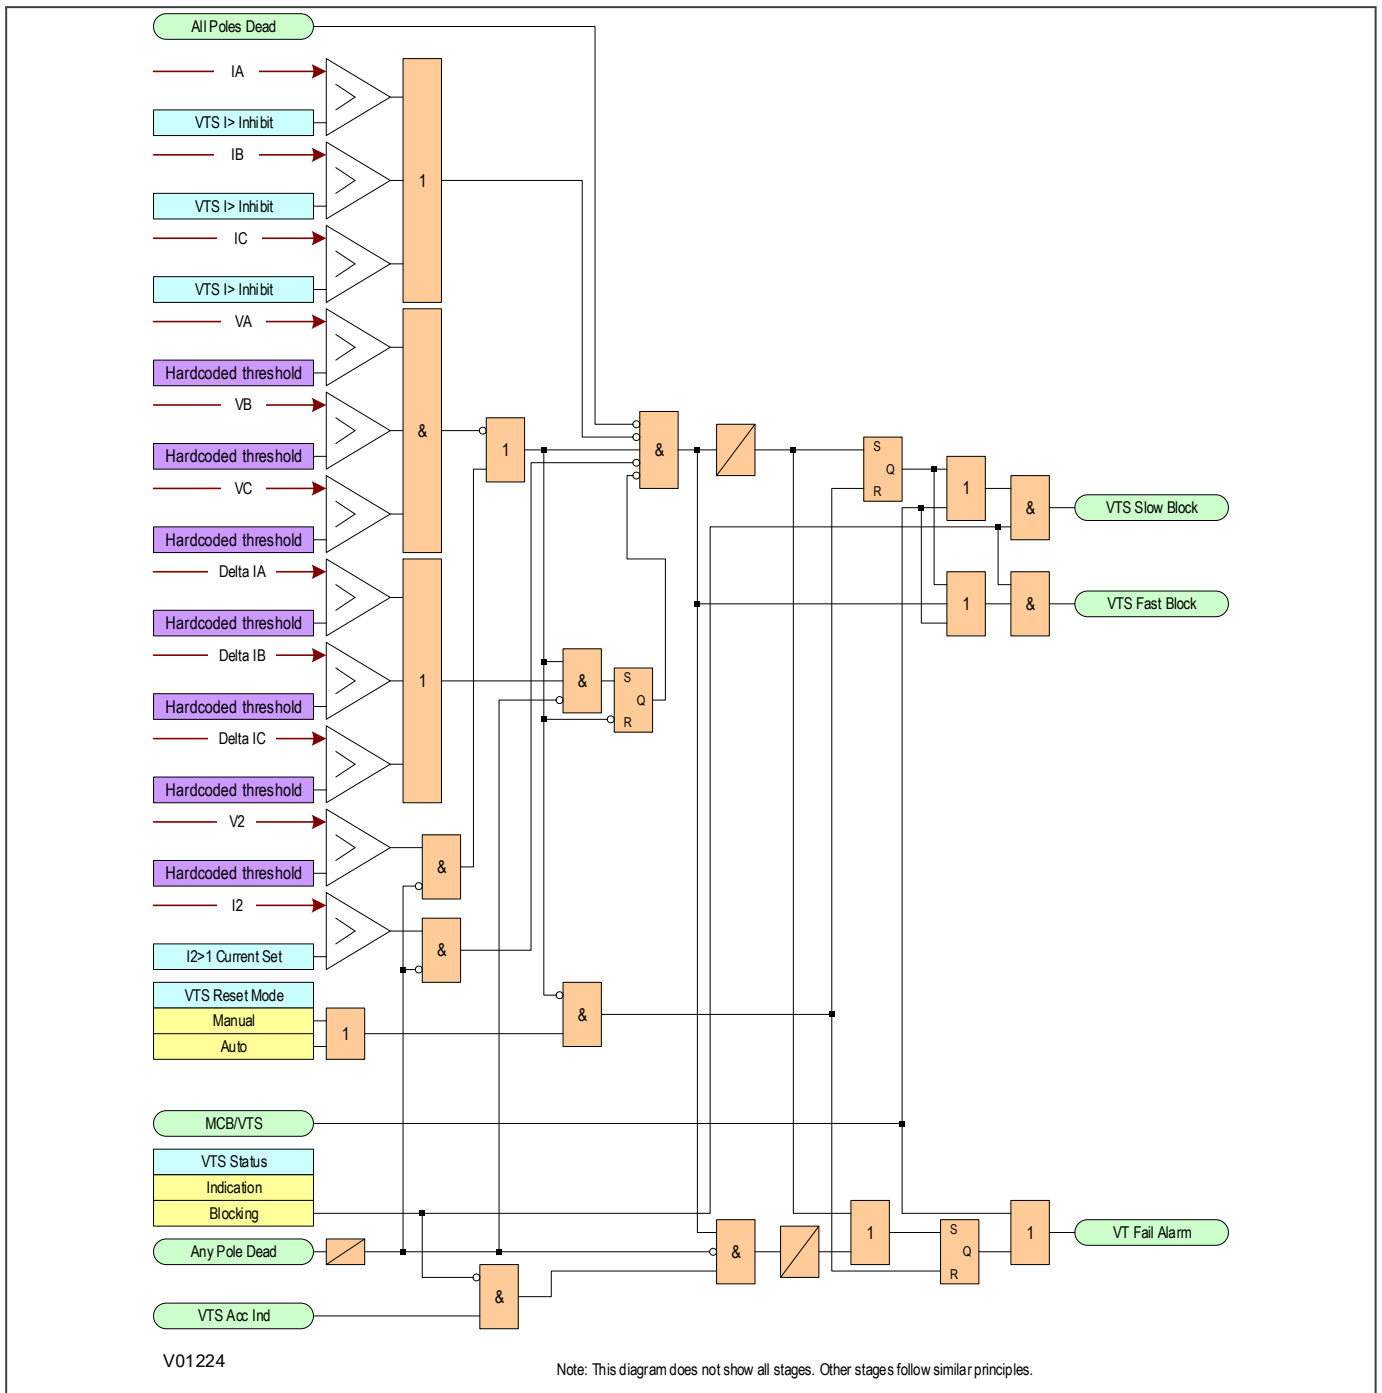 All Poles Dead
IA
VTS I> Inhibit
IB
VTS I> Inhibit
IC
VTS I> Inhibit
1
VA
Hardcoded threshold
VB
Hardcoded threshold
VC
Hardcoded threshold
&
1
&
Delta IA
Hardcoded threshold
Delta IB
Hardcoded threshold
Delta IC
Hardcoded threshold
1
&
S
Q
R
V2
Hardcoded threshold
&
I2
I2>1 Current Set
&
VTS Reset Mode
Manual
Auto
1
&
S
Q
R
1
&
VTS Slow Block
1
&
VTS Fast Block
MCB/VTS
VTS Status
Indication
Blocking
Any Pole Dead
VTS Acc Ind
&
&
1
S
Q
R
1
VT Fail Alarm
V01224
Note: This diagram does not show all stages. Other stages follow similar principles.